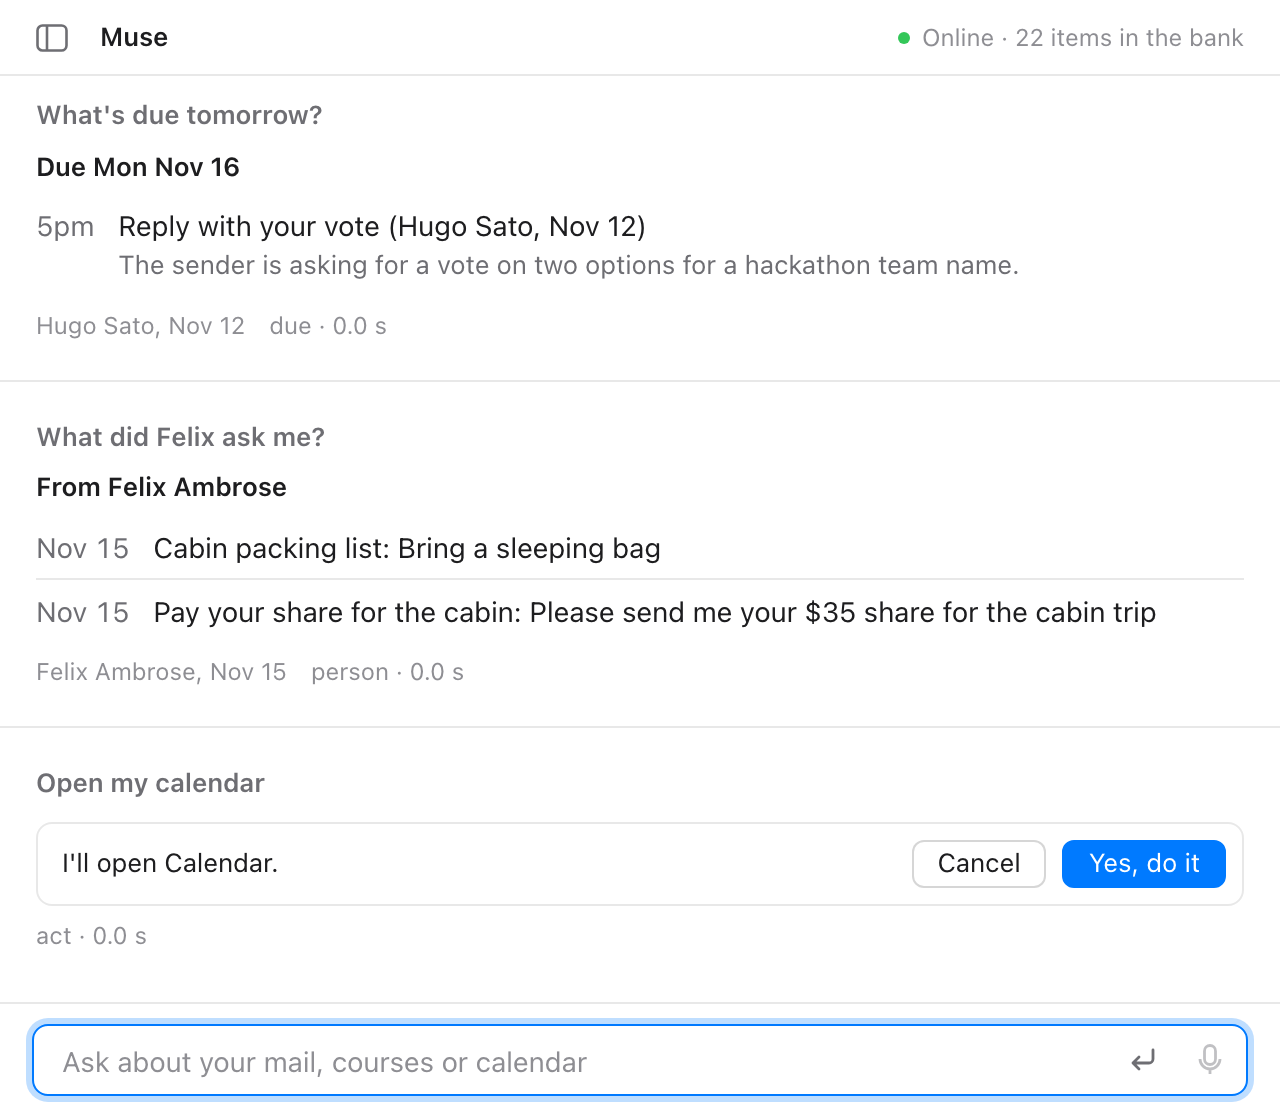 Muse
Online · 22 items in the bank
What's due tomorrow?
Due Mon Nov 16
5pm Reply with your vote (Hugo Sato, Nov 12)
The sender is asking for a vote on two options for a hackathon team name.
Hugo Sato, Nov 12 due · 0.0 s
What did Felix ask me?
From Felix Ambrose
Nov 15 Cabin packing list: Bring a sleeping bag
Nov 15 Pay your share for the cabin: Please send me your $35 share for the cabin trip
Felix Ambrose, Nov 15 person · 0.0 s
Open my calendar
I'll open Calendar.
Cancel
Yes, do it
act · 0.0 s
Ask about your mail, courses or calendar